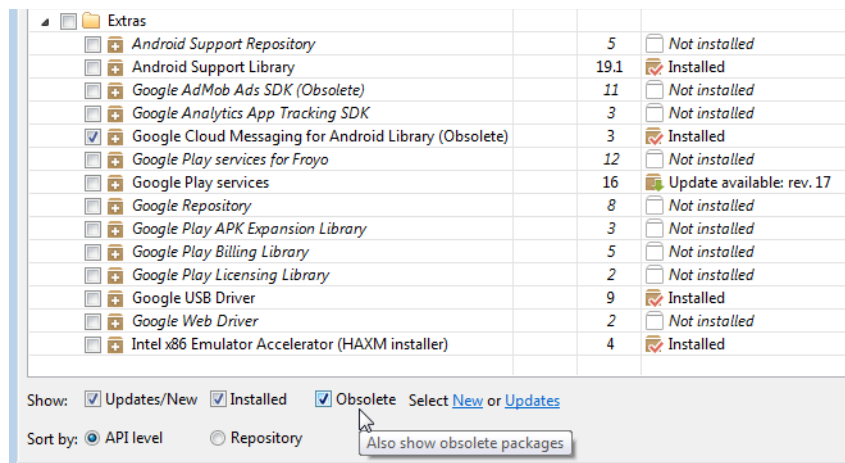 Extras
Android Support Repository 5 Not installed
Android Support Library 19.1 Installed
Google AdMob Ads SDK (Obsolete) 11 Not installed
Google Analytics App Tracking SDK 3 Not installed
Google Cloud Messaging for Android Library (Obsolete) 3 Installed
Google Play services for Froyo 12 Not installed
Google Play services 16 Update available: rev. 17
Google Repository 8 Not installed
Google Play APK Expansion Library 3 Not installed
Google Play Billing Library 5 Not installed
Google Play Licensing Library 2 Not installed
Google USB Driver 9 Installed
Google Web Driver 2 Not installed
Intel x86 Emulator Accelerator (HAXM installer) 4 Installed
Show: Updates/New Installed Obsolete Select New or Updates
Sort by: API level Repository
Also show obsolete packages